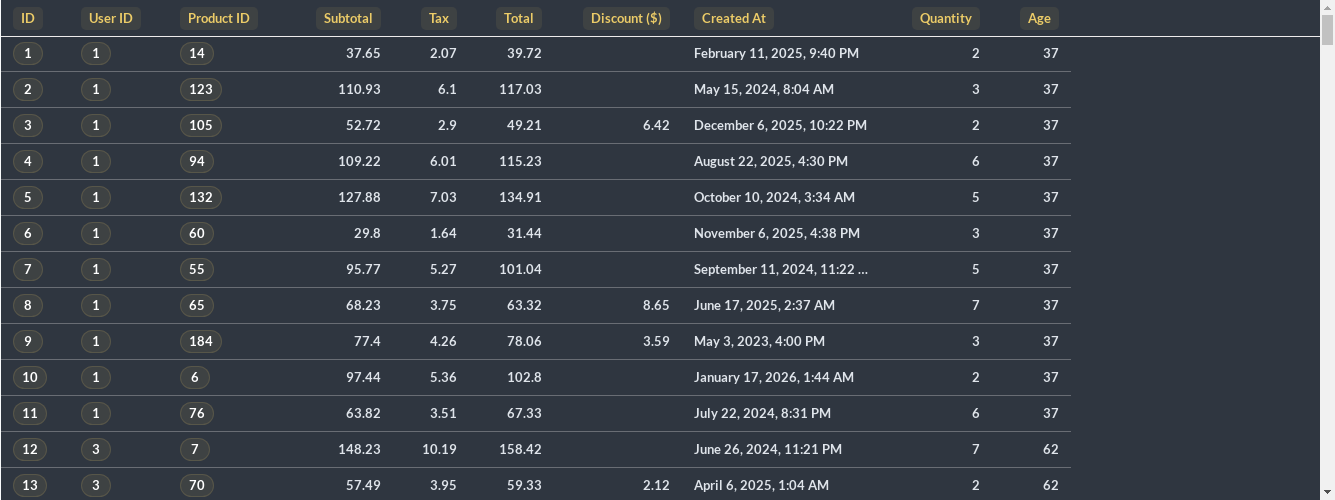 ID User ID Product ID Subtotal Tax Total Discount ($) Created At Quantity Age
1 1 14 37.65 2.07 39.72 February 11, 2025, 9:40 PM 2 37
2 1 123 110.93 6.1 117.03 May 15, 2024, 8:04 AM 3 37
3 1 105 52.72 2.9 49.21 6.42 December 6, 2025, 10:22 PM 2 37
4 1 94 109.22 6.01 115.23 August 22, 2025, 4:30 PM 6 37
5 1 132 127.88 7.03 134.91 October 10, 2024, 3:34 AM 5 37
6 1 60 29.8 1.64 31.44 November 6, 2025, 4:38 PM 3 37
7 1 55 95.77 5.27 101.04 September 11, 2024, 11:22 ... 5 37
8 1 65 68.23 3.75 63.32 8.65 June 17, 2025, 2:37 AM 7 37
9 1 184 77.4 4.26 78.06 3.59 May 3, 2023, 4:00 PM 3 37
10 1 6 97.44 5.36 102.8 January 17, 2026, 1:44 AM 2 37
11 1 76 63.82 3.51 67.33 July 22, 2024, 8:31 PM 6 37
12 3 7 148.23 10.19 158.42 June 26, 2024, 11:21 PM 7 62
13 3 70 57.49 3.95 59.33 2.12 April 6, 2025, 1:04 AM 2 62